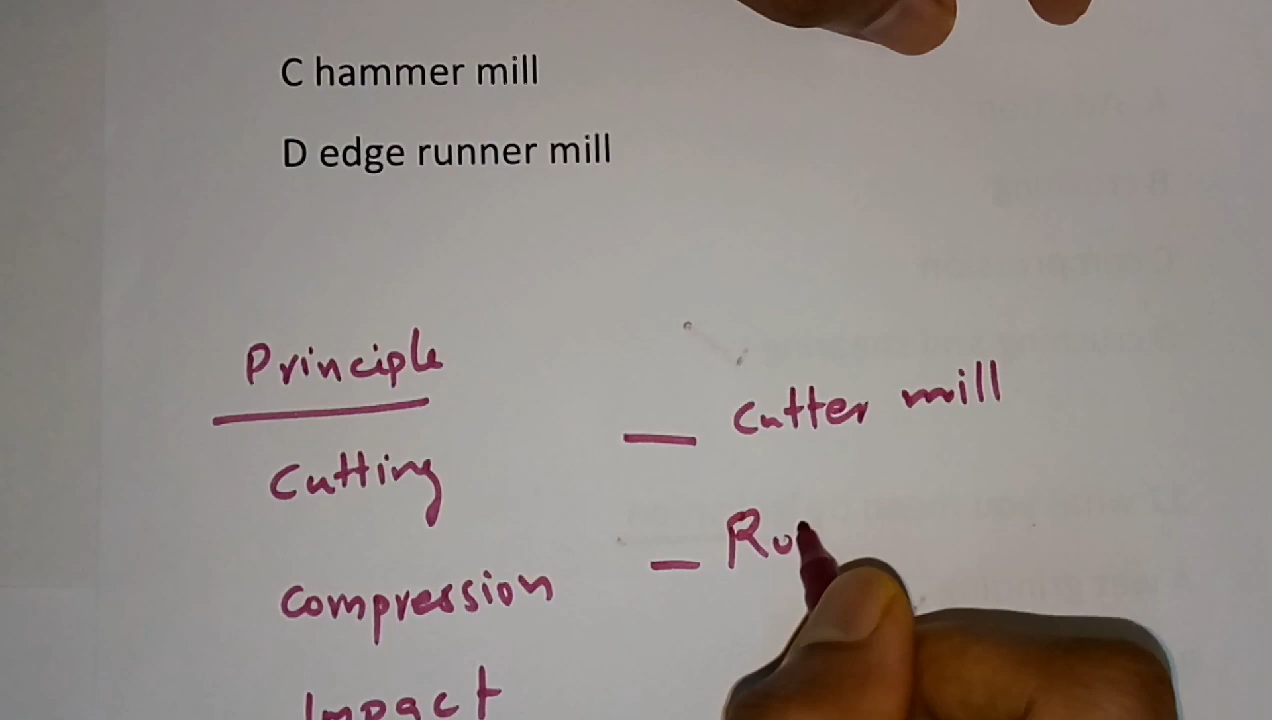 C hammer mill
D edge runner mill
Principle
Cutting — Cutter mill
Compression — Ro
Impact